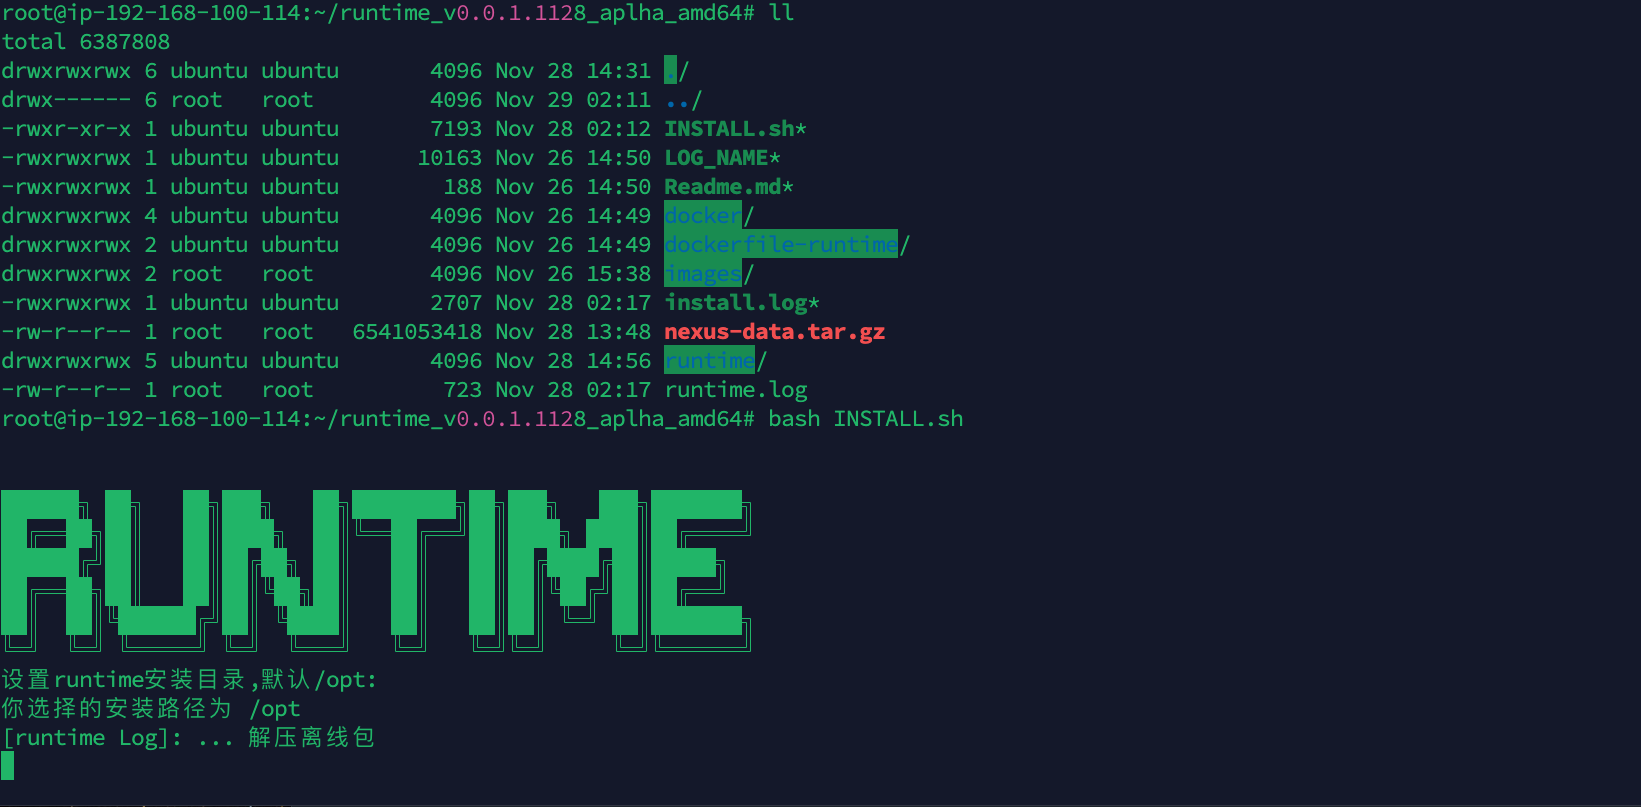 root@ip-192-168-100-114:~/runtime_v0.0.1.1128_aplha_amd64# ll
total 6387808
drwxrwxrwx 6 ubuntu ubuntu       4096 Nov 28 14:31 ./
drwx------ 6 root   root         4096 Nov 29 02:11 ../
-rwxr-xr-x 1 ubuntu ubuntu       7193 Nov 28 02:12 INSTALL.sh*
-rwxrwxrwx 1 ubuntu ubuntu      10163 Nov 26 14:50 LOG_NAME*
-rwxrwxrwx 1 ubuntu ubuntu        188 Nov 26 14:50 Readme.md*
drwxrwxrwx 4 ubuntu ubuntu       4096 Nov 26 14:49 docker/
drwxrwxrwx 2 ubuntu ubuntu       4096 Nov 26 14:49 dockerfile-runtime/
drwxrwxrwx 2 root   root         4096 Nov 26 15:38 images/
-rwxrwxrwx 1 ubuntu ubuntu       2707 Nov 28 02:17 install.log*
-rw-r--r-- 1 root   root   6541053418 Nov 28 13:48 nexus-data.tar.gz
drwxrwxrwx 5 ubuntu ubuntu       4096 Nov 28 14:56 runtime/
-rw-r--r-- 1 root   root          723 Nov 28 02:17 runtime.log
root@ip-192-168-100-114:~/runtime_v0.0.1.1128_aplha_amd64# bash INSTALL.sh
RUNTIME
设置runtime安装目录,默认/opt:
你选择的安装路径为 /opt
[runtime Log]: ... 解压离线包